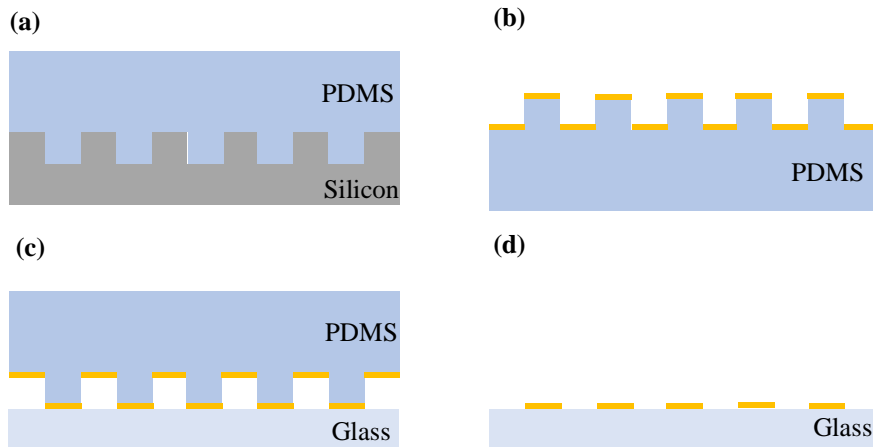 (a)
PDMS
Silicon
(b)
PDMS
(c)
PDMS
Glass
(d)
Glass